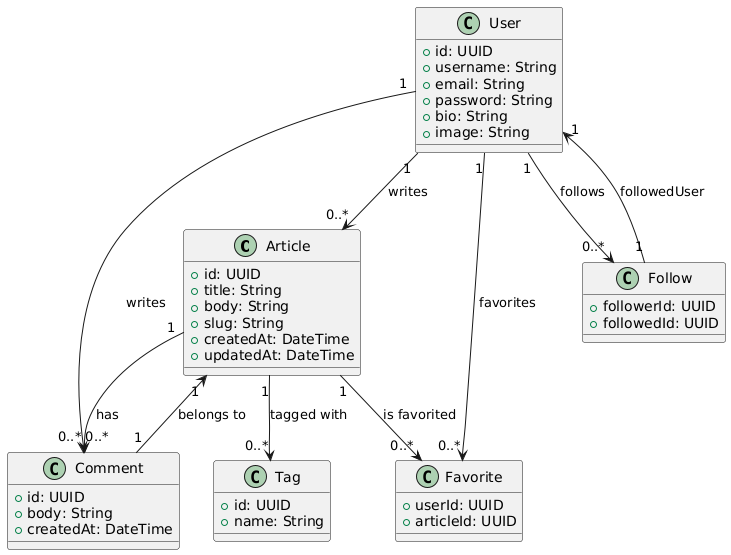 C User
id: UUID
username: String
email: String
password: String
bio: String
image: String
1
1
1
1
1
writes
follows
followedUser
0..*
0..*
1
C Article
id: UUID
title: String
body: String
slug: String
createdAt: DateTime
updatedAt: DateTime
C Follow
followerId: UUID
followedId: UUID
writes
favorites
1
1
1
1
has
belongs to
tagged with
is favorited
0..*
0..*
1
0..*
0..*
0..*
C Comment
id: UUID
body: String
createdAt: DateTime
C Tag
id: UUID
name: String
C Favorite
userId: UUID
articleId: UUID